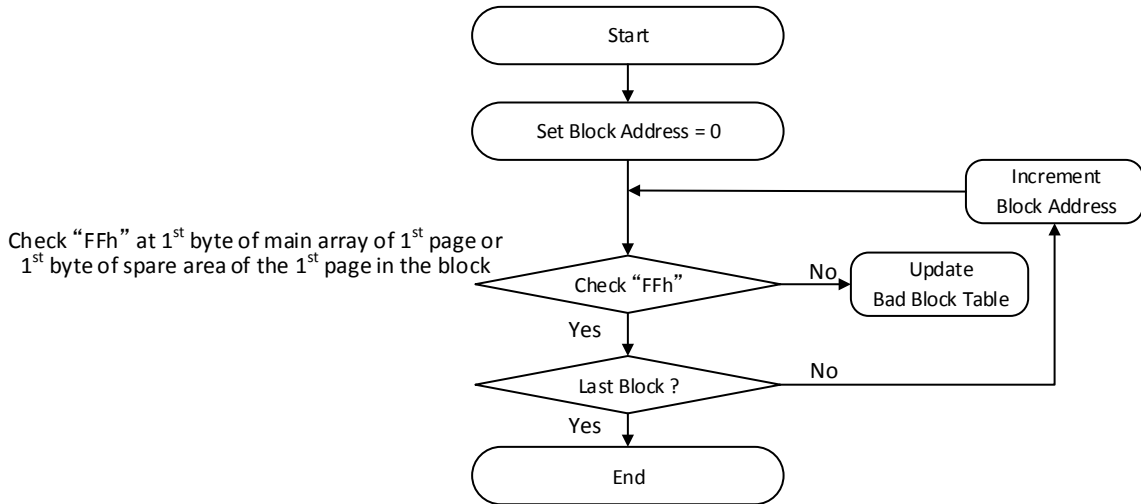 Start
Set Block Address = 0
Increment
Block Address
Check “FFh” at 1st byte of main array of 1st page or
1st byte of spare area of the 1st page in the block
Check “FFh”
No
Update
Bad Block Table
Yes
Last Block ?
No
Yes
End